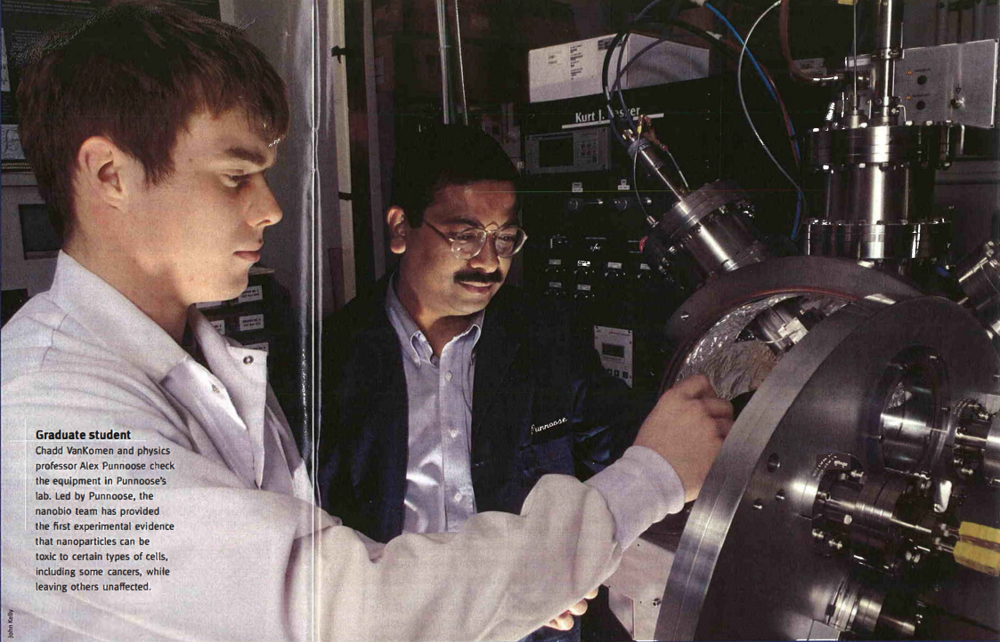 Kurt J. Lesker
Punnoose
Graduate student
Chadd VanKomen and physics
professor Alex Punnoose check
the equipment in Punnoose's
lab. Led by Punnoose, the
nanobio team has provided
the first experimental evidence
that nanoparticles can be
toxic to certain types of cells,
including some cancers, while
leaving others unaffected.
John Kelly